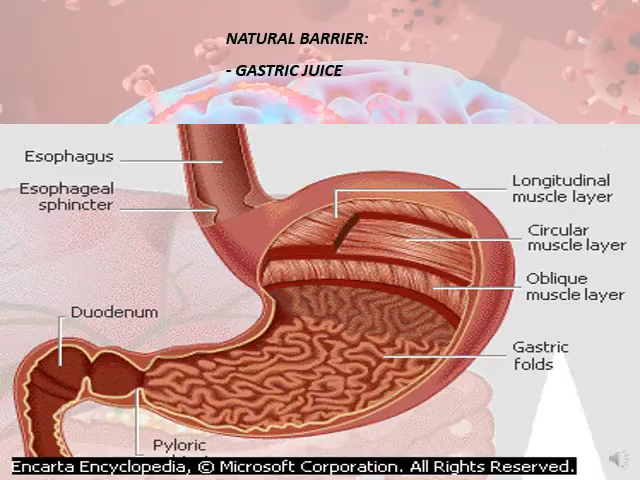 NATURAL BARRIER:
- GASTRIC JUICE
Esophagus
Esophageal
sphincter
Longitudinal
muscle layer
Circular
muscle layer
Oblique
muscle layer
Duodenum
Gastric
folds
Pyloric
Encarta Encyclopedia, © Microsoft Corporation. All Rights Reserved.